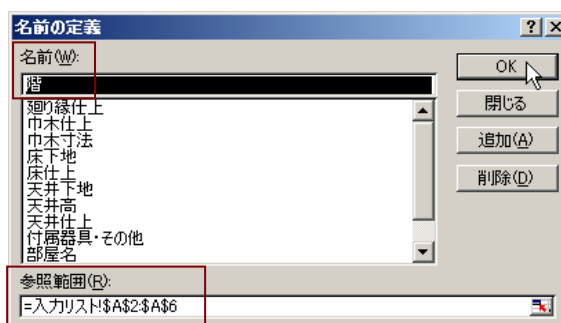 名前の定義
名前(W):
階
廻り縁仕上
巾木仕上
巾木寸法
床下地
床仕上
天井下地
天井高
天井仕上
付属器具・その他
部屋名
参照範囲(R):
=入力リスト!$A$2:$A$6
OK
閉じる
追加(A)
削除(D)